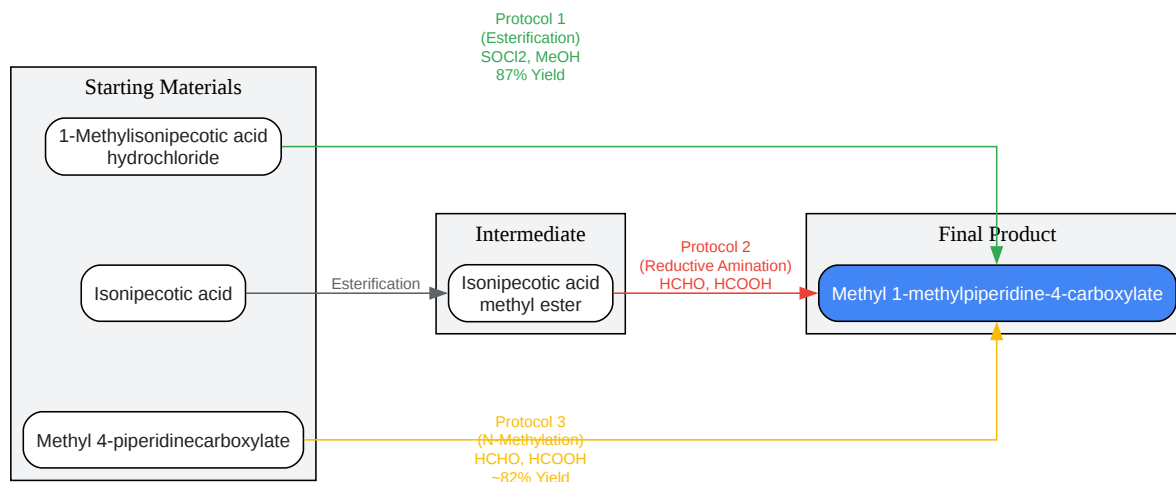 Protocol 1
(Esterification)
SOCl2, MeOH
87% Yield
Starting Materials
1-Methylisonipecotic acid
hydrochloride
Isonipecotic acid
Methyl 4-piperidinecarboxylate
Esterification
Intermediate
Isonipecotic acid
methyl ester
Protocol 2
(Reductive Amination)
HCHO, HCOOH
Final Product
Methyl 1-methylpiperidine-4-carboxylate
Protocol 3
(N-Methylation)
HCHO, HCOOH
~82% Yield